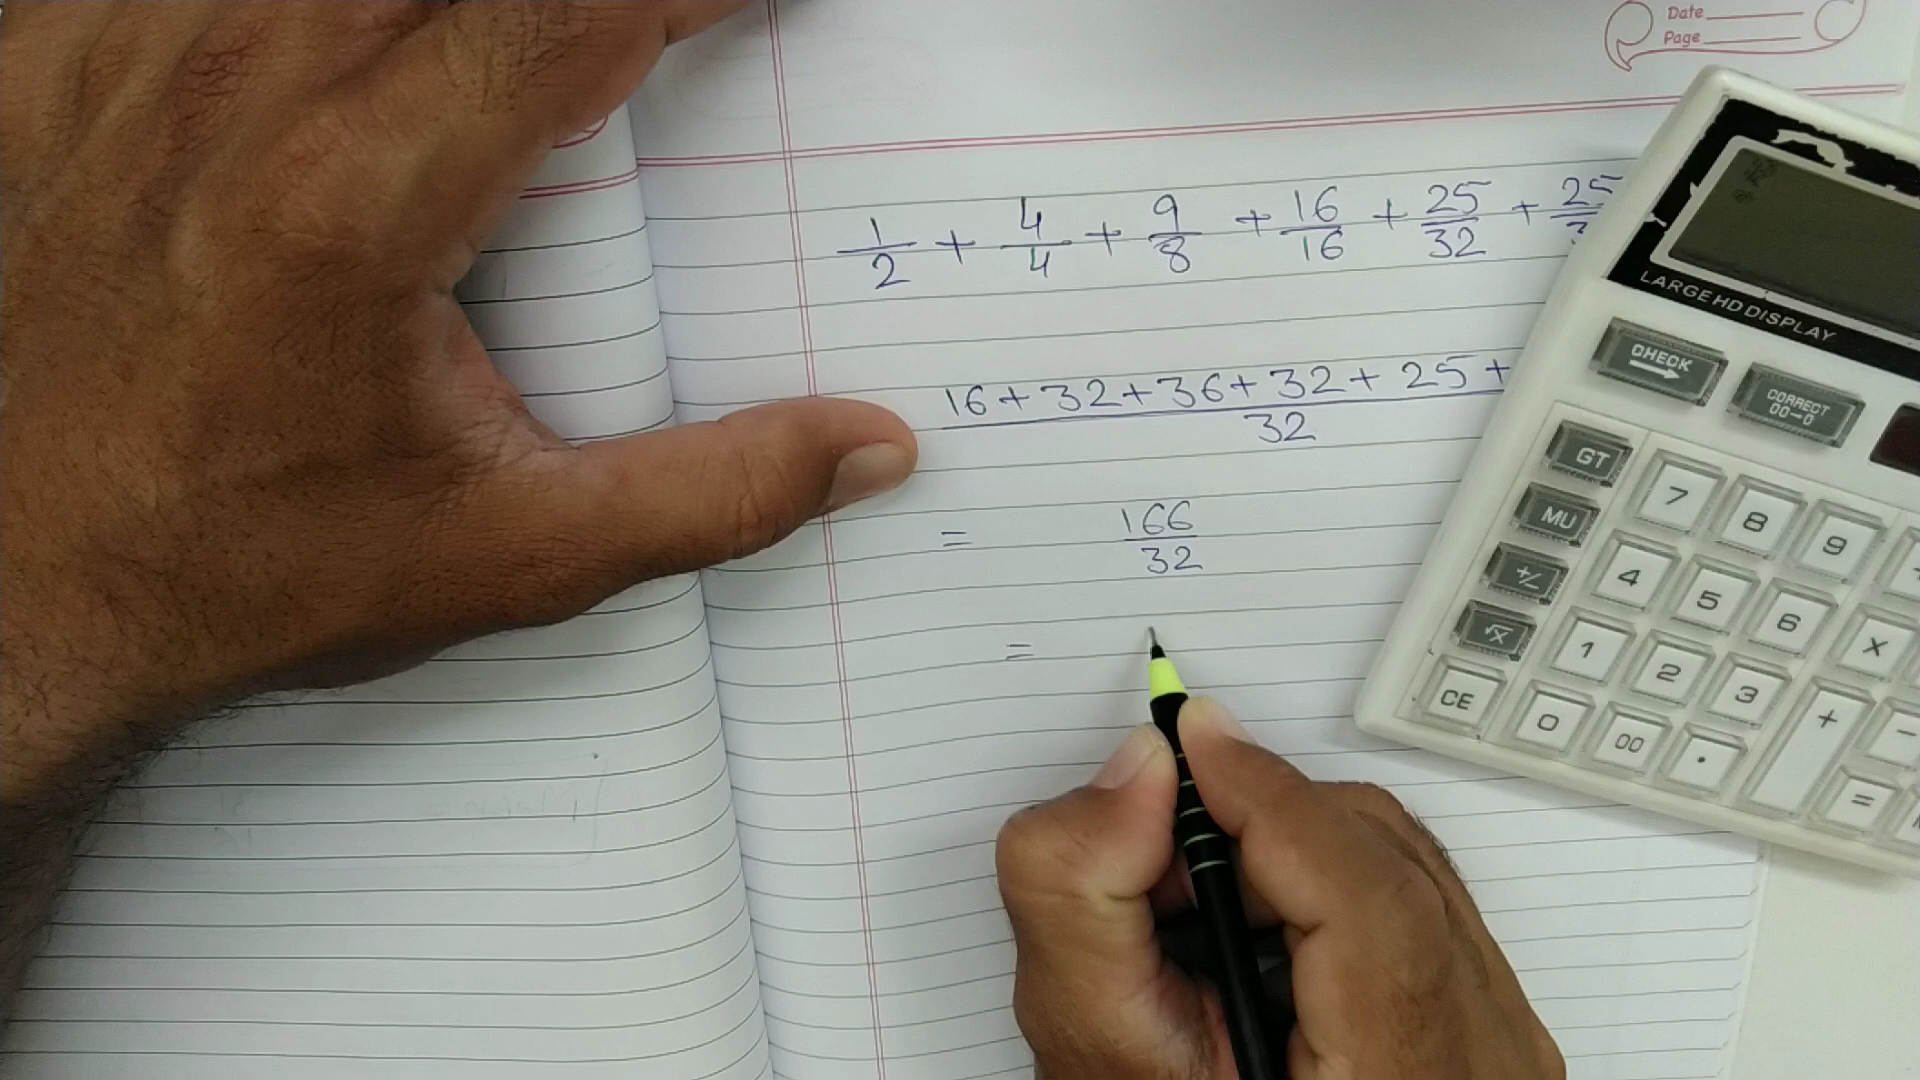 Date
Page
1/2 + 4/4 + 9/8 + 16/16 + 25/32 + 25/3
16+32+36+32+25+
32
= 166/32
=
LARGE HD DISPLAY
CHECK
CORRECT
00→0
GT
MU
+/-
√x
CE
7 8 9
4 5 6 X
1 2 3
0 00 . + -
=